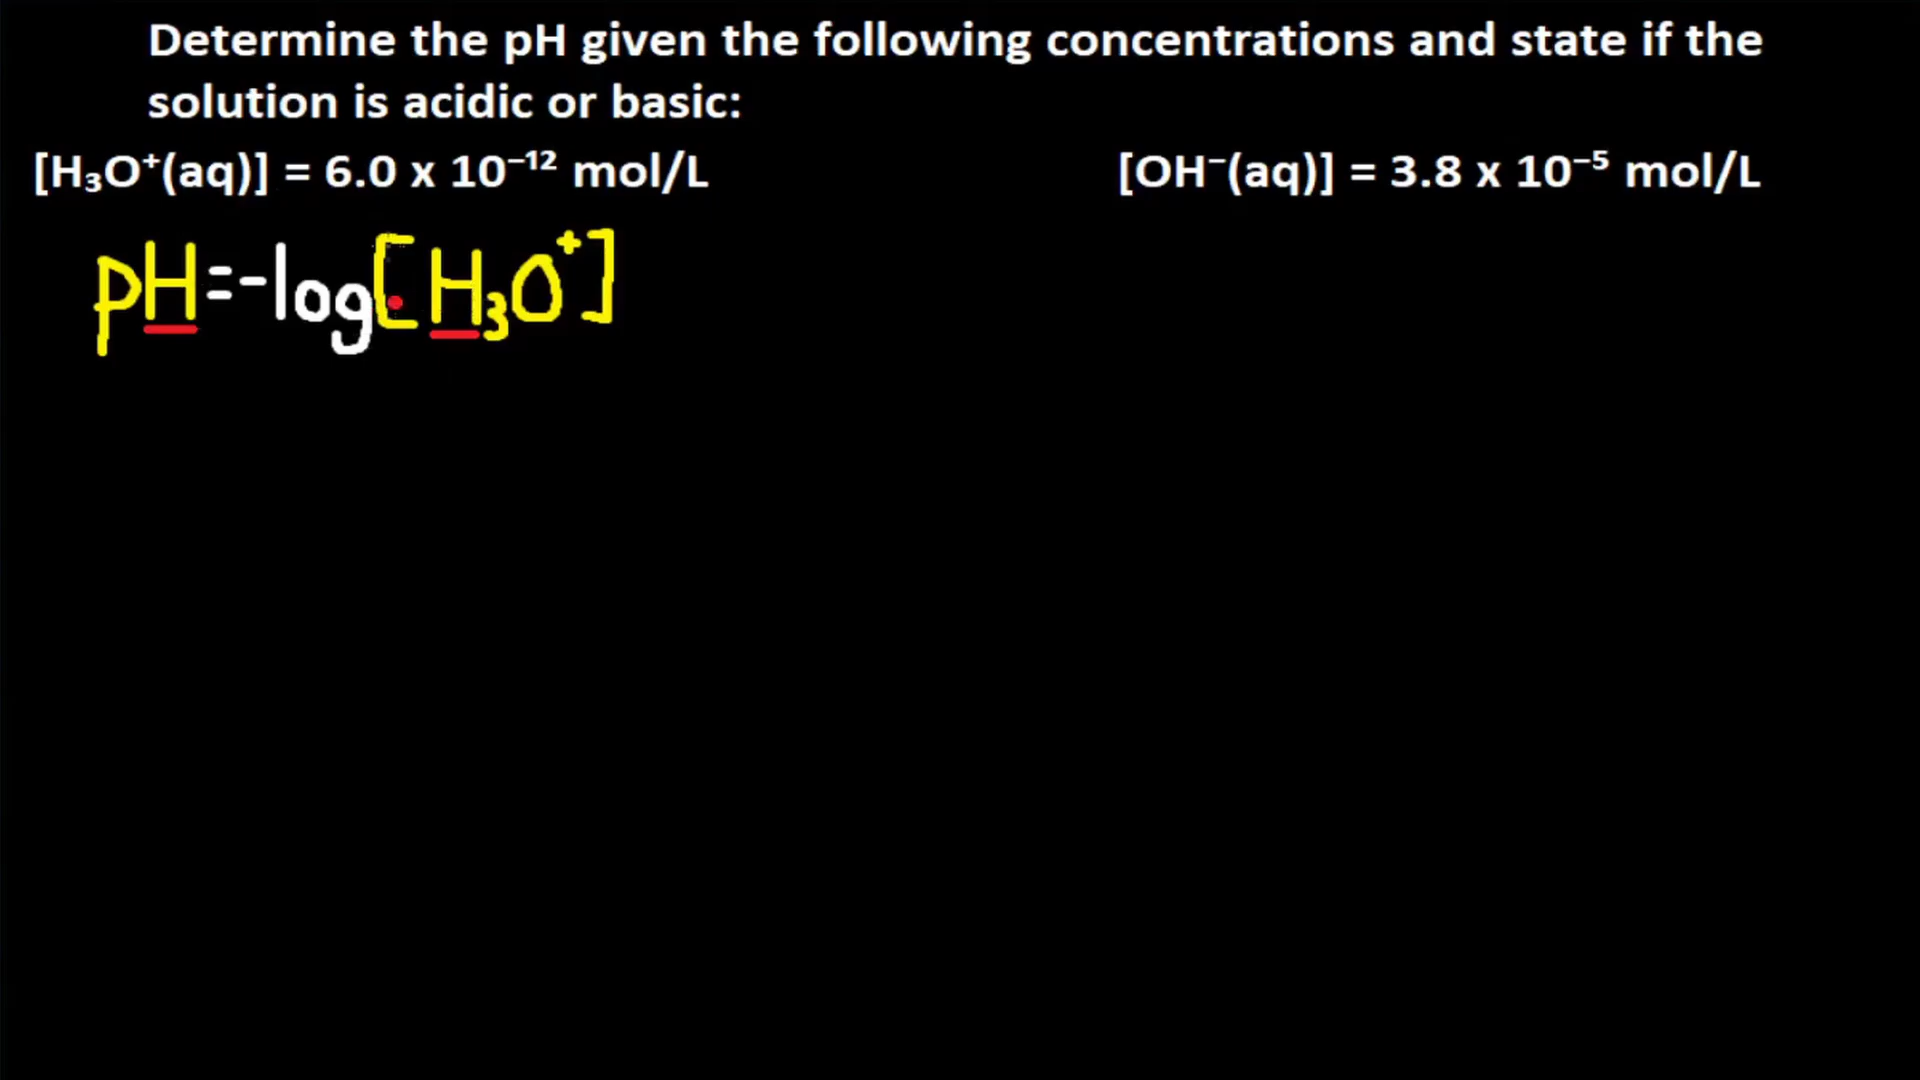 Determine the pH given the following concentrations and state if the
solution is acidic or basic:
[H₃O⁺(aq)] = 6.0 x 10⁻¹² mol/L
[OH⁻(aq)] = 3.8 x 10⁻⁵ mol/L
pH=-log[H₃O⁺]